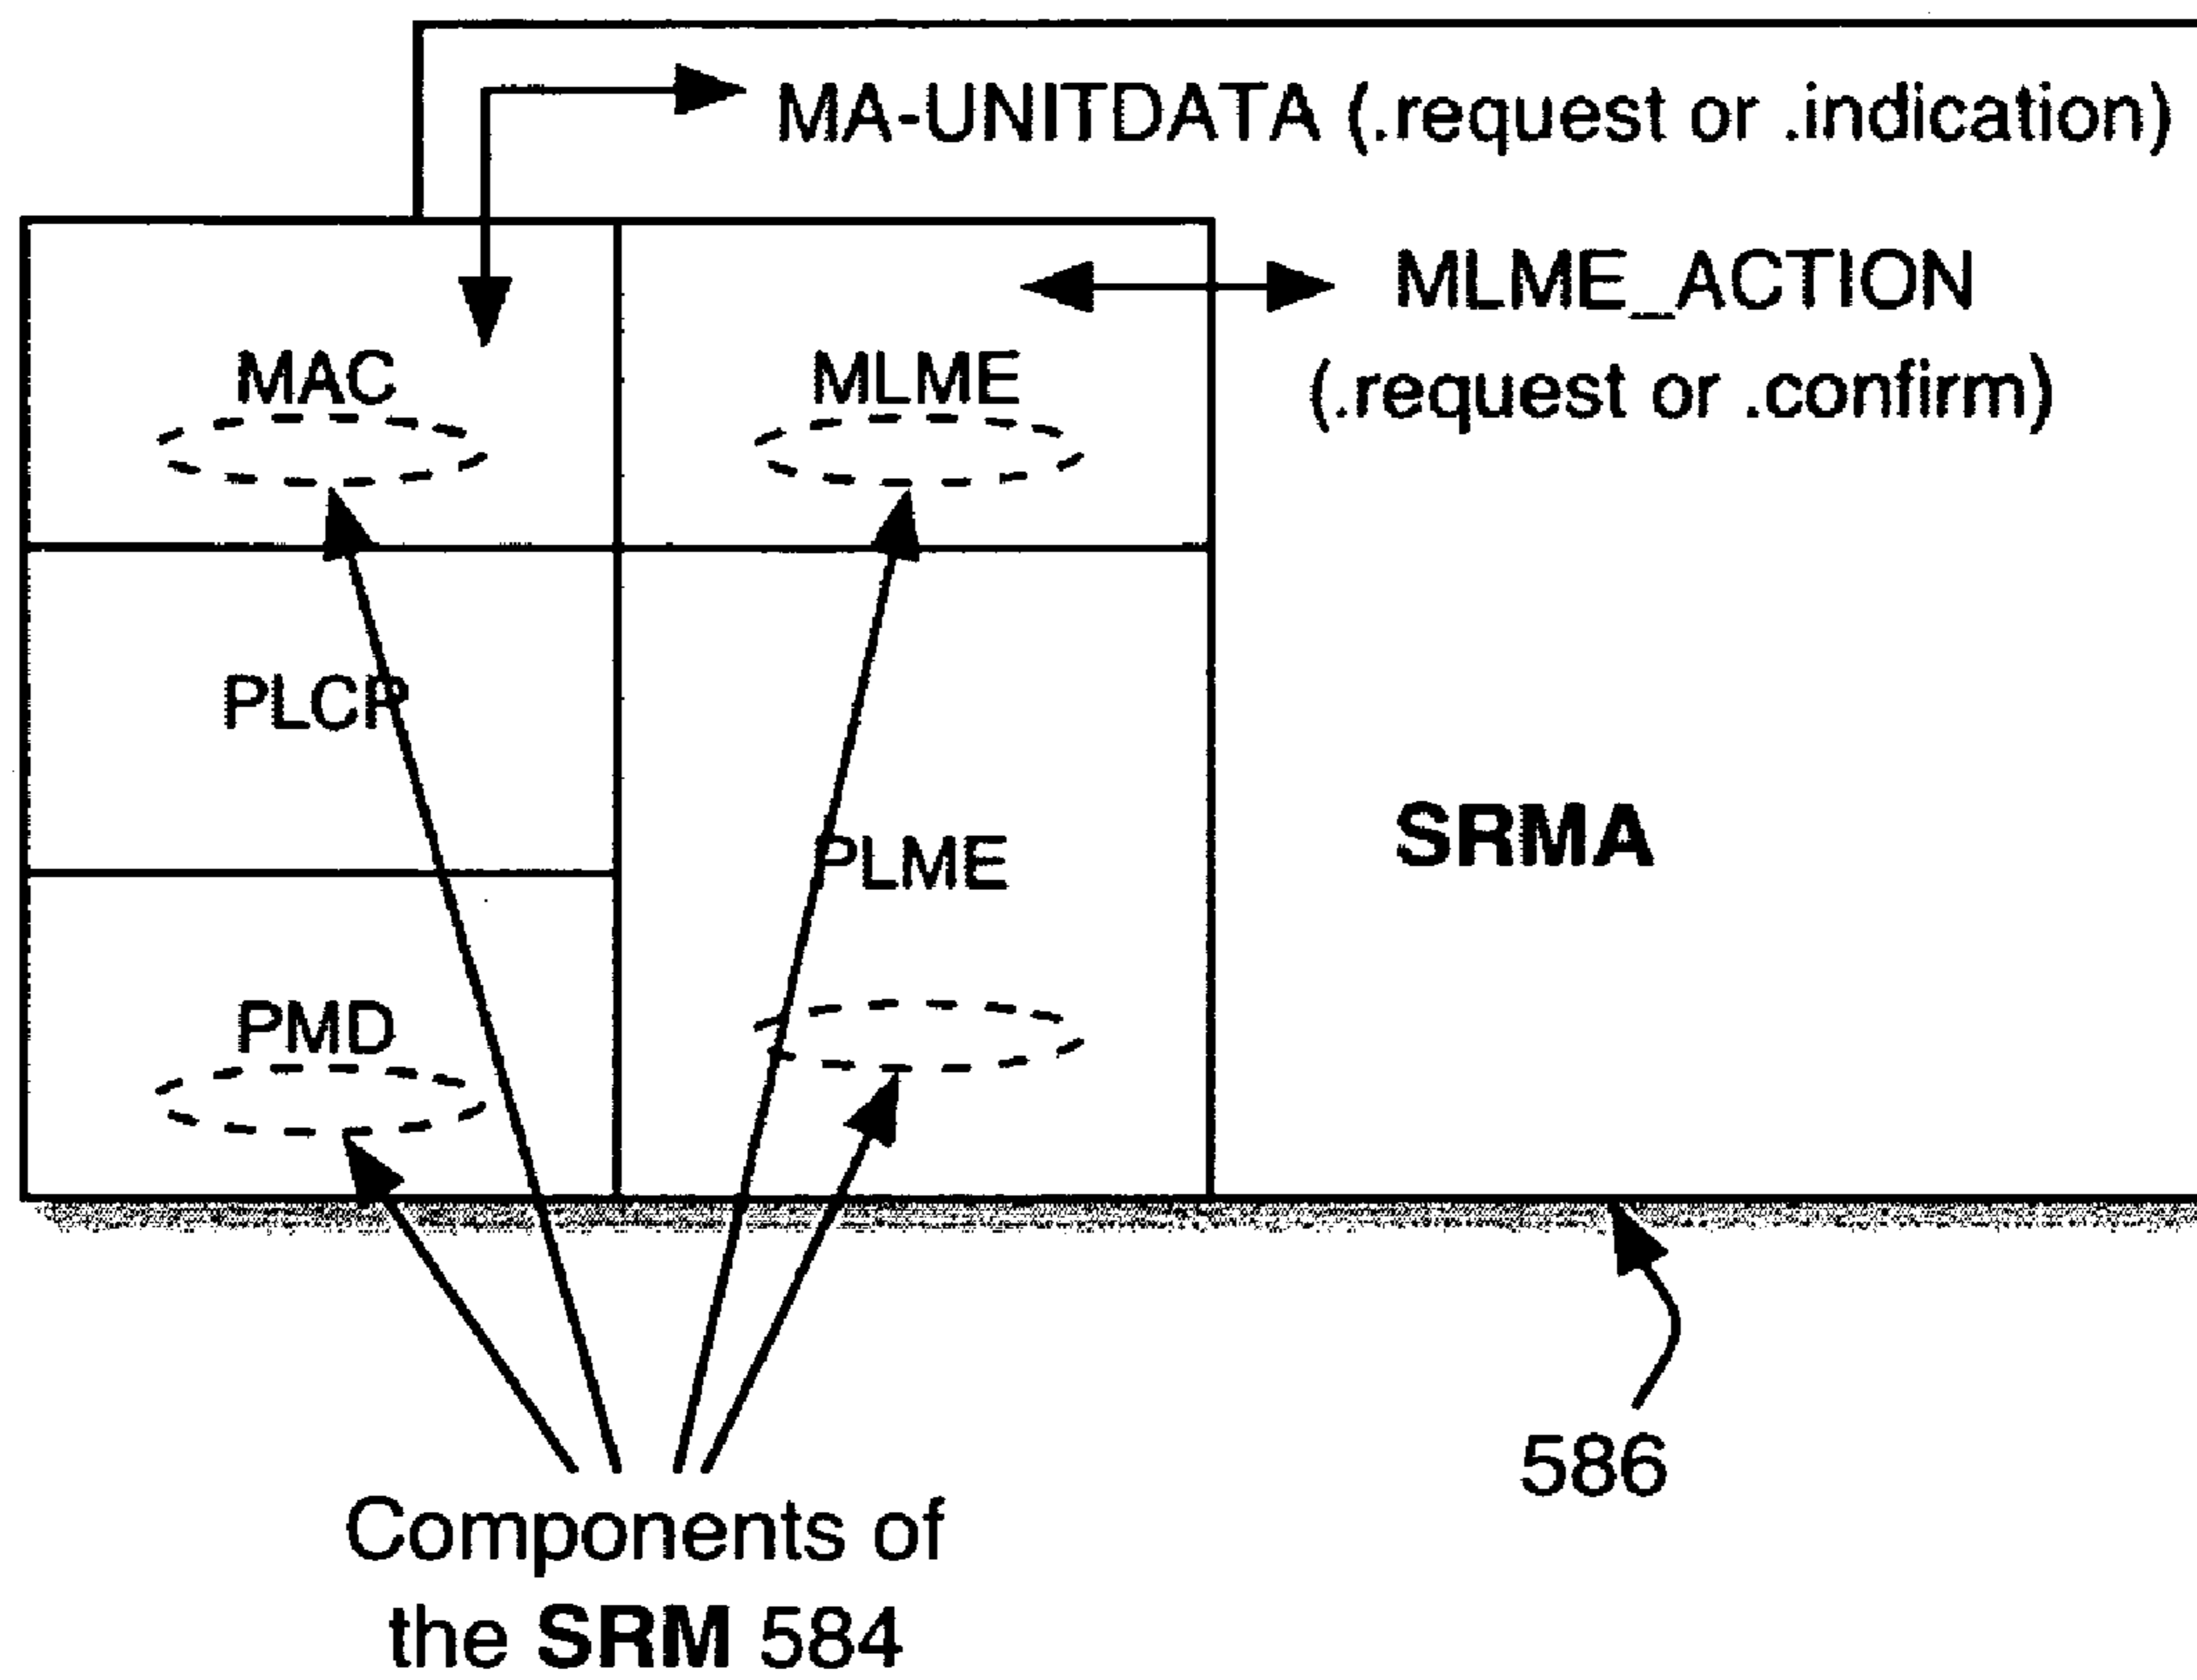 MA-UNITDATA (.request or .indication)
MLME_ACTION
(.request or .confirm)
MAC
MLME
PLCP
PLME
SRMA
PMD
586
Components of
the SRM 584